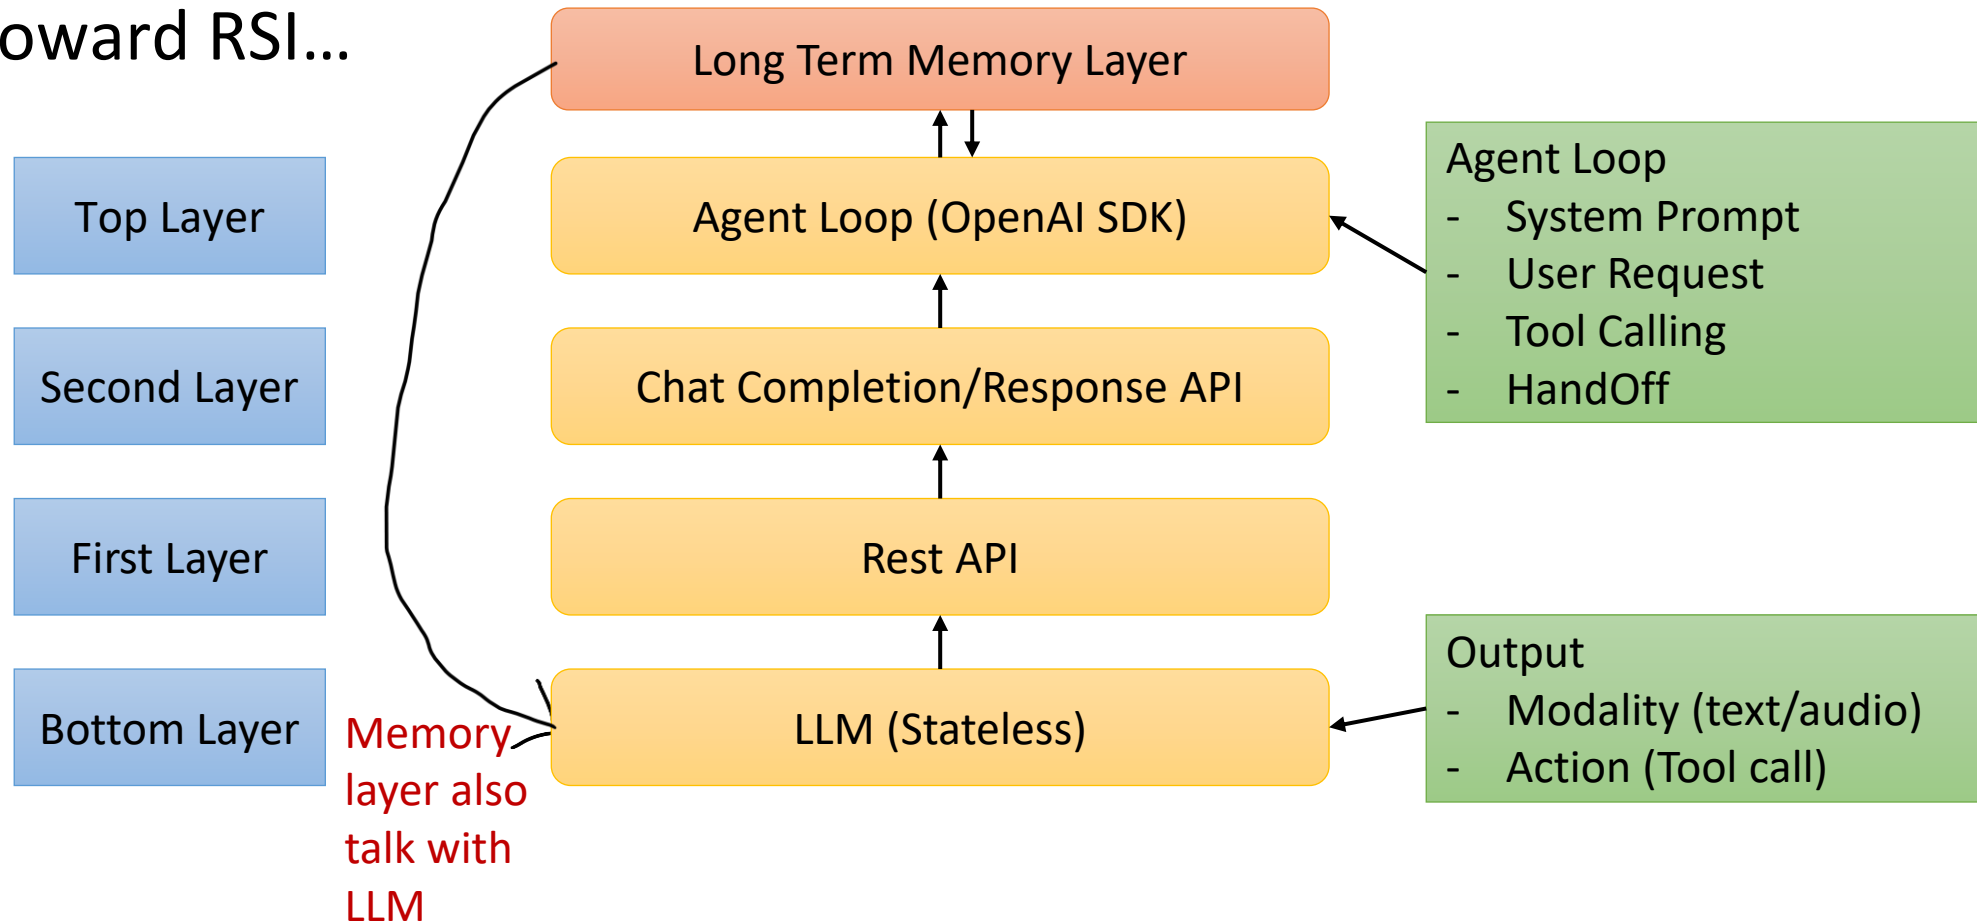 oward RSI...
Long Term Memory Layer
Top Layer
Agent Loop (OpenAI SDK)
Agent Loop
- System Prompt
- User Request
- Tool Calling
- HandOff
Second Layer
Chat Completion/Response API
First Layer
Rest API
Bottom Layer
Memory
layer also
talk with
LLM
LLM (Stateless)
Output
- Modality (text/audio)
- Action (Tool call)